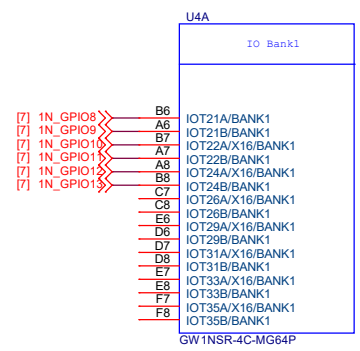 U4A
IO Bank1
[7] 1N_GPIO8 B6 IOT21A/BANK1
[7] 1N_GPIO9 A6 IOT21B/BANK1
[7] 1N_GPIO10 B7 IOT22A/X16/BANK1
[7] 1N_GPIO11 A7 IOT22B/BANK1
[7] 1N_GPIO12 A8 IOT24A/X16/BANK1
[7] 1N_GPIO13 B8 IOT24B/BANK1
C7 IOT26A/X16/BANK1
C8 IOT26B/BANK1
E6 IOT29A/X16/BANK1
D6 IOT29B/BANK1
D7 IOT31A/X16/BANK1
D8 IOT31B/BANK1
E7 IOT33A/X16/BANK1
E8 IOT33B/BANK1
F7 IOT35A/X16/BANK1
F8 IOT35B/BANK1
GW1NSR-4C-MG64P